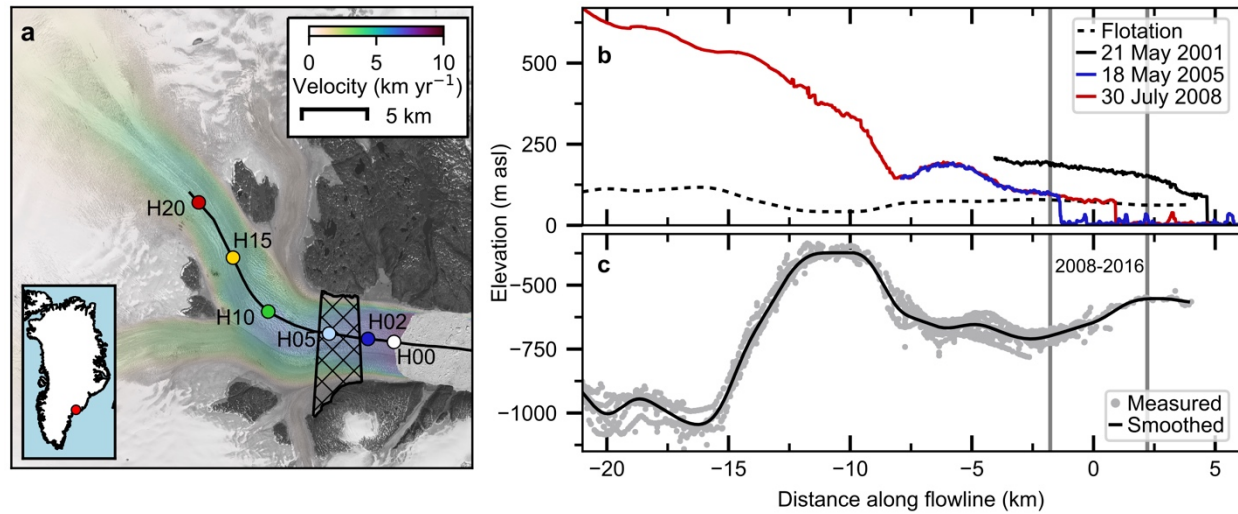 a
0 5 10
Velocity (km yr⁻¹)
5 km
H20
H15
H10
H05
H02
H00
b
Flotation
21 May 2001
18 May 2005
30 July 2008
500
250
0
Elevation (m asl)
c
2008-2016
−500
−750
−1000
Measured
Smoothed
−20 −15 −10 −5 0 5
Distance along flowline (km)